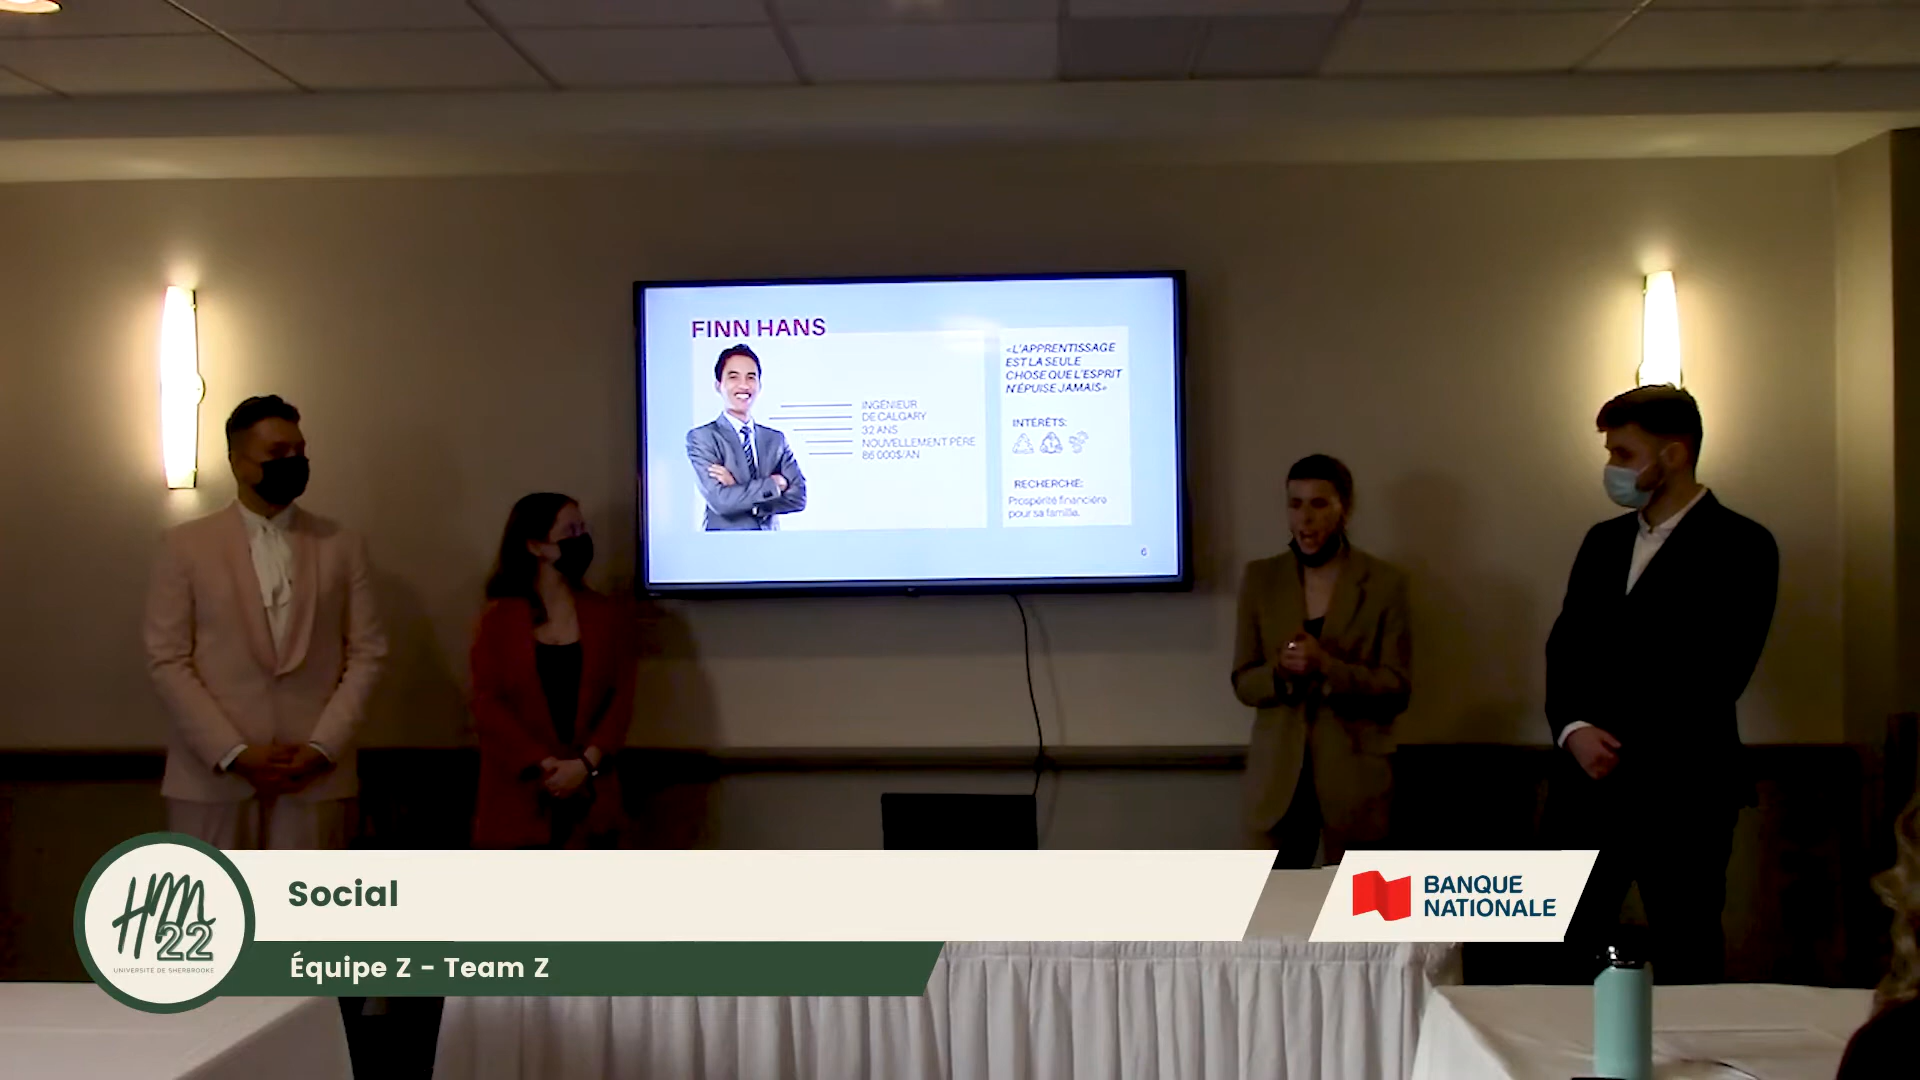 FINN HANS
INGÉNIEUR
DE CALGARY
32 ANS
NOUVELLEMENT PÈRE
86 000$/AN
«L'APPRENTISSAGE
EST LA SEULE
CHOSE QUE L'ESPRIT
N'ÉPUISE JAMAIS»
INTÉRÊTS:
RECHERCHE:
Prospérité financière
pour sa famille.
6
Social
Équipe Z - Team Z
HM
22
UNIVERSITÉ DE SHERBROOKE
BANQUE
NATIONALE